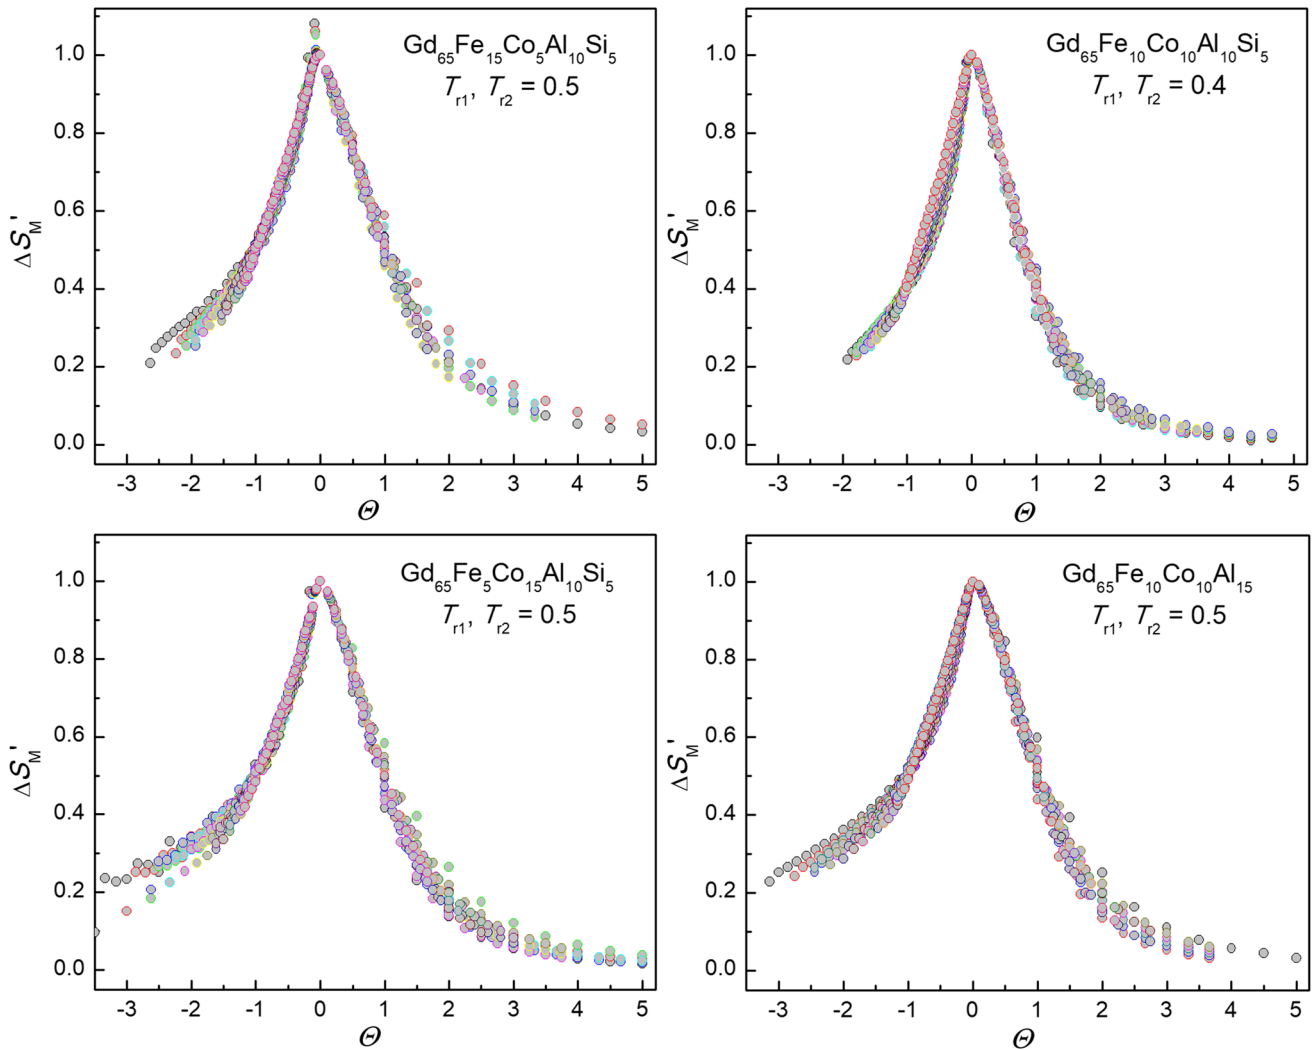 Gd65Fe15Co5Al10Si5
Tr1, Tr2 = 0.5
ΔSM'
1.0
0.8
0.6
0.4
0.2
0.0
-3 -2 -1 0 1 2 3 4 5
Θ
Gd65Fe10Co10Al10Si5
Tr1, Tr2 = 0.4
ΔSM'
1.0
0.8
0.6
0.4
0.2
0.0
-3 -2 -1 0 1 2 3 4 5
Θ
Gd65Fe5Co15Al10Si5
Tr1, Tr2 = 0.5
ΔSM'
1.0
0.8
0.6
0.4
0.2
0.0
-3 -2 -1 0 1 2 3 4 5
Θ
Gd65Fe10Co10Al15
Tr1, Tr2 = 0.5
ΔSM'
1.0
0.8
0.6
0.4
0.2
0.0
-3 -2 -1 0 1 2 3 4 5
Θ